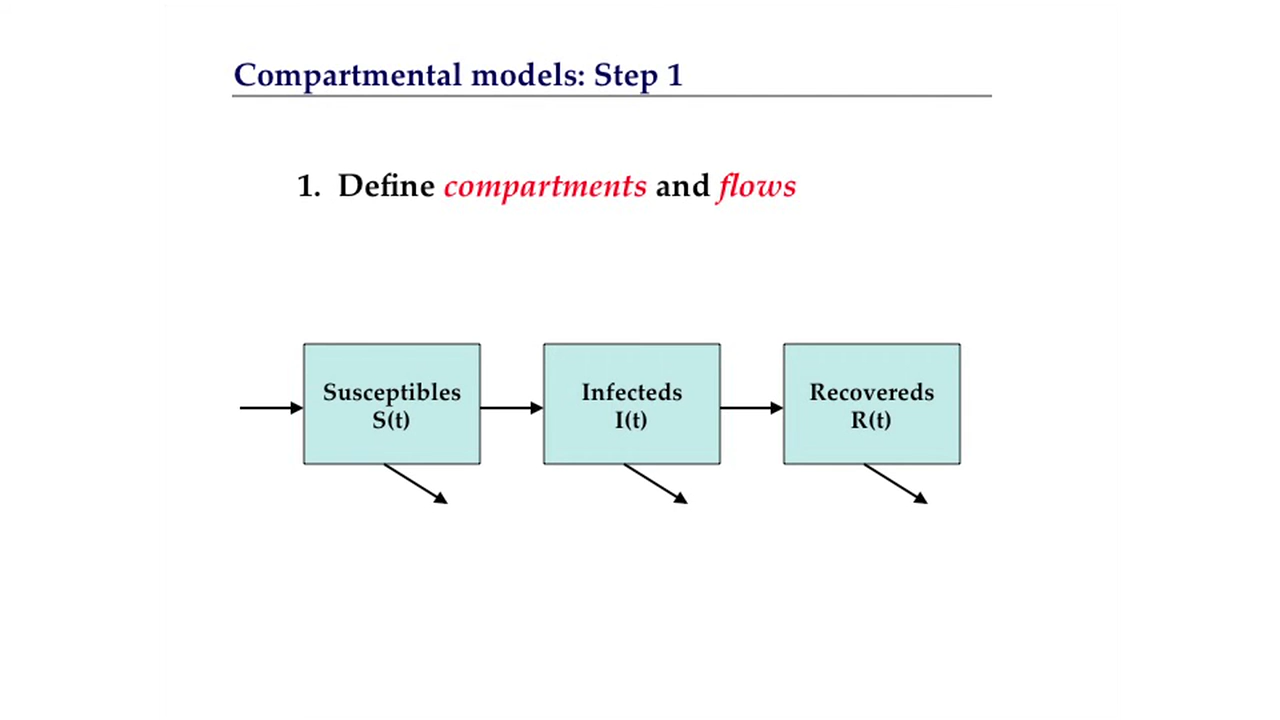 Compartmental models: Step 1
1. Define compartments and flows
Susceptibles
S(t)
Infecteds
I(t)
Recovereds
R(t)